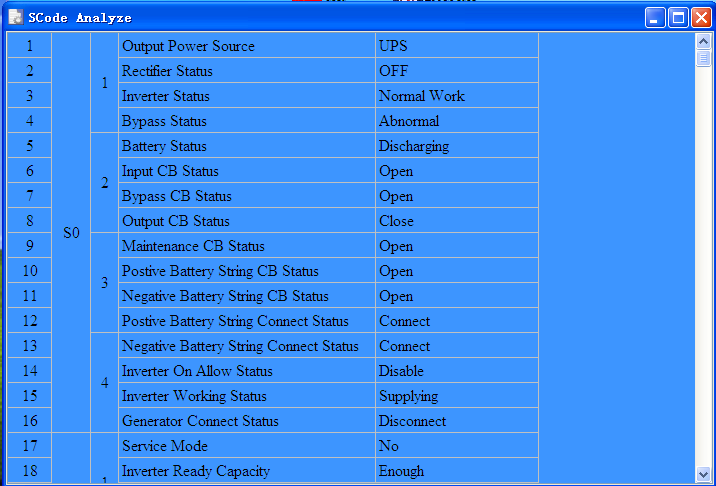 SCode Analyze
1 Output Power Source UPS
2 Rectifier Status OFF
1
3 Inverter Status Normal Work
4 Bypass Status Abnormal
5 Battery Status Discharging
6 Input CB Status Open
2
7 Bypass CB Status Open
8 Output CB Status Close
S0
9 Maintenance CB Status Open
10 Postive Battery String CB Status Open
3
11 Negative Battery String CB Status Open
12 Postive Battery String Connect Status Connect
13 Negative Battery String Connect Status Connect
14 Inverter On Allow Status Disable
4
15 Inverter Working Status Supplying
16 Generator Connect Status Disconnect
17 Service Mode No
18 Inverter Ready Capacity Enough
1